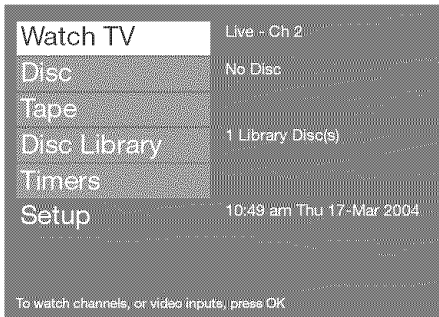 Watch TV
Live - Ch 2
Disc
No Disc
Tape
Disc Library
1 Library Disc(s)
Timers
Setup
10:49 am Thu 17-Mar 2004
To watch channels, or video inputs, press OK